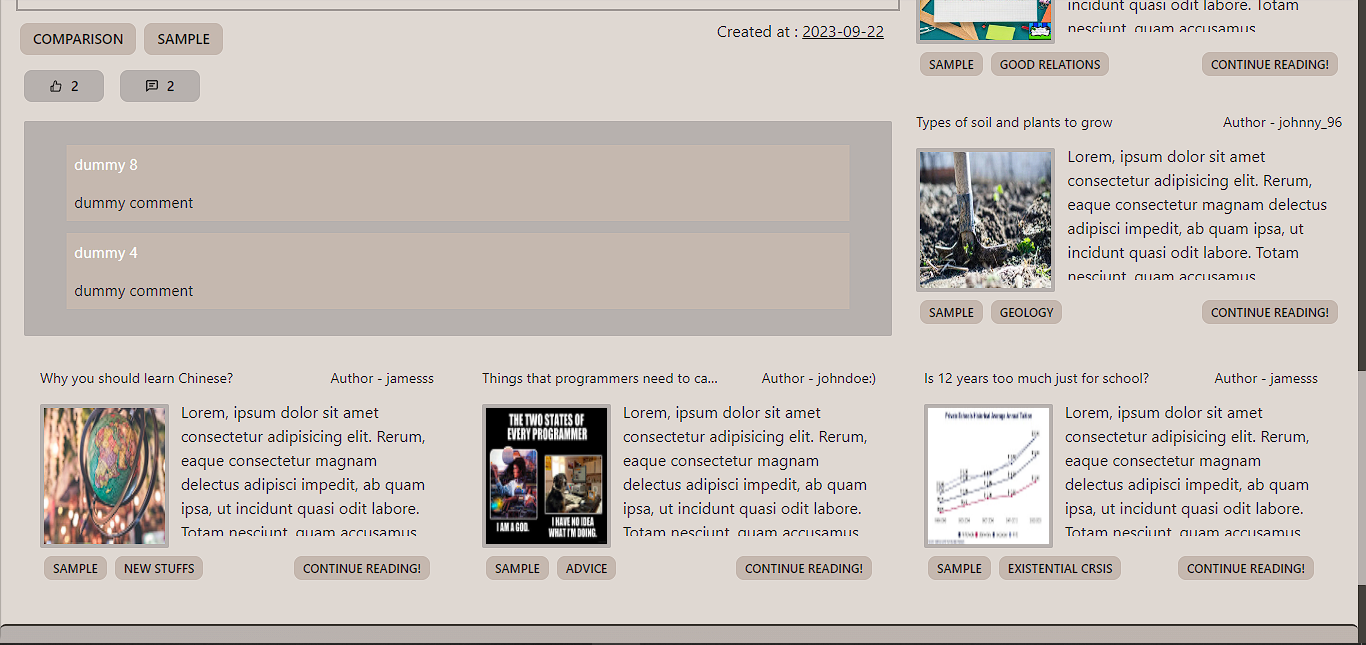 COMPARISON SAMPLE
Created at : 2023-09-22
2 2
dummy 8
dummy comment
dummy 4
dummy comment
incidunt quasi odit labore. Totam
nesciunt, quam accusamus
SAMPLE GOOD RELATIONS CONTINUE READING!
Types of soil and plants to grow Author - johnny_96
Lorem, ipsum dolor sit amet
consectetur adipisicing elit. Rerum,
eaque consectetur magnam delectus
adipisci impedit, ab quam ipsa, ut
incidunt quasi odit labore. Totam
nesciunt, quam accusamus
SAMPLE GEOLOGY CONTINUE READING!
Why you should learn Chinese? Author - jamesss
Lorem, ipsum dolor sit amet
consectetur adipisicing elit. Rerum,
eaque consectetur magnam
delectus adipisci impedit, ab quam
ipsa, ut incidunt quasi odit labore.
Totam nesciunt, quam accusamus
SAMPLE NEW STUFFS CONTINUE READING!
Things that programmers need to ca... Author - johndoe:)
THE TWO STATES OF
EVERY PROGRAMMER
I AM A GOD.
I HAVE NO IDEA
WHAT I'M DOING.
Lorem, ipsum dolor sit amet
consectetur adipisicing elit. Rerum,
eaque consectetur magnam
delectus adipisci impedit, ab quam
ipsa, ut incidunt quasi odit labore.
Totam nesciunt, quam accusamus
SAMPLE ADVICE CONTINUE READING!
Is 12 years too much just for school? Author - jamesss
Private Schools Historical Average Annual Tuition
Lorem, ipsum dolor sit amet
consectetur adipisicing elit. Rerum,
eaque consectetur magnam
delectus adipisci impedit, ab quam
ipsa, ut incidunt quasi odit labore.
Totam nesciunt, quam accusamus
SAMPLE EXISTENTIAL CRSIS CONTINUE READING!